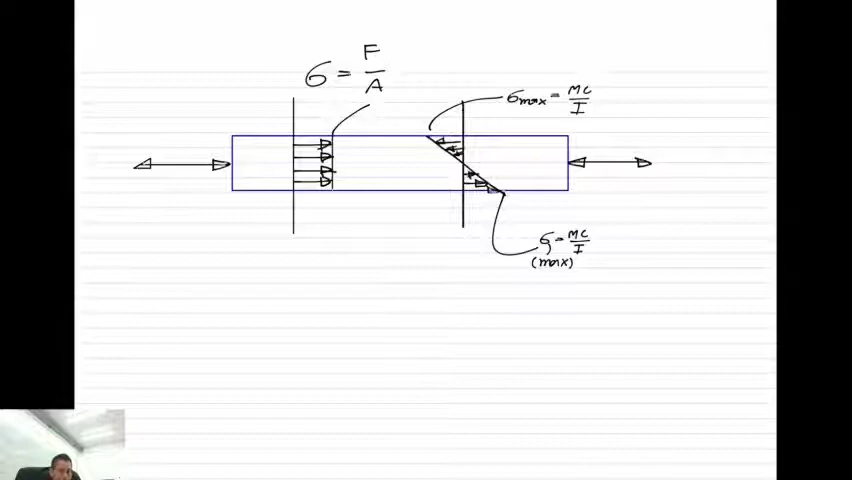 σ = F/A
σmax = MC/I
σ = MC/I
(max)